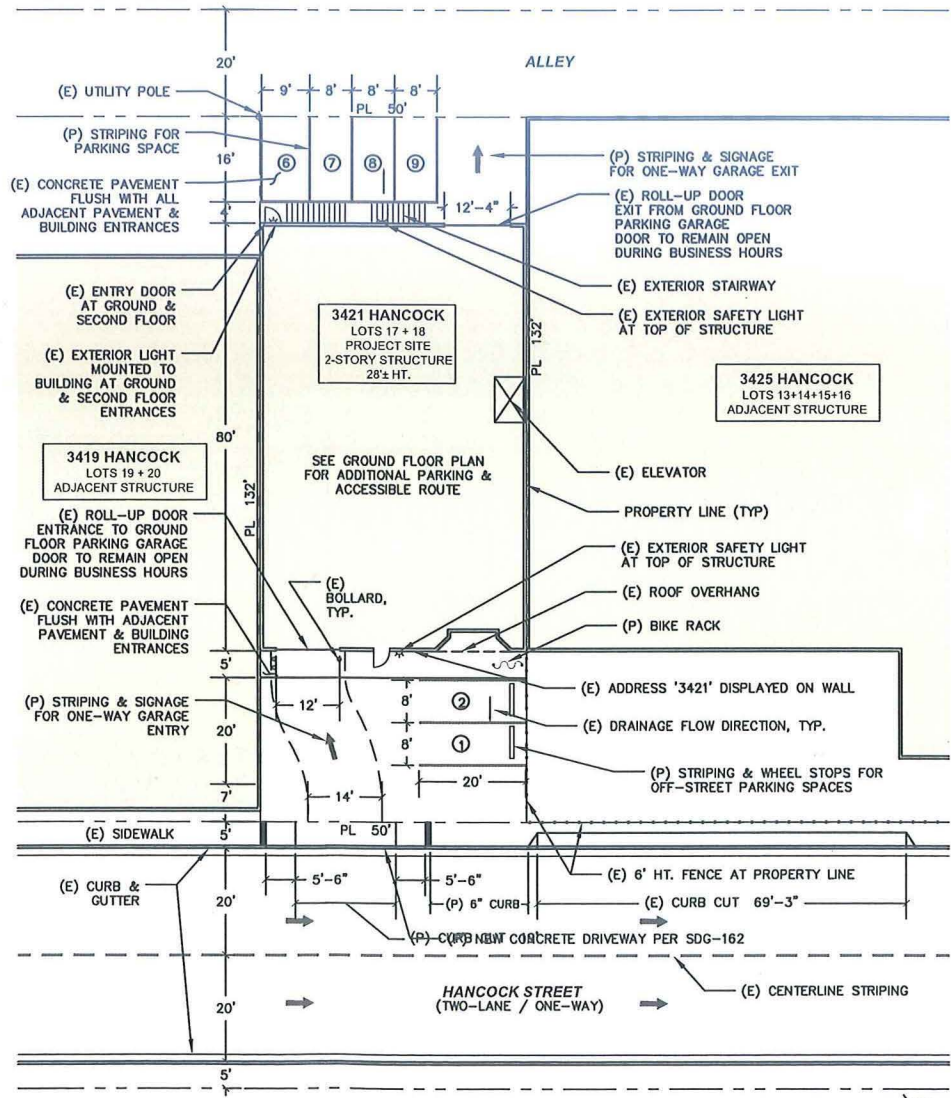 20'
ALLEY
(E) UTILITY POLE
9'
8'
8'
8'
PL 50'
(P) STRIPING FOR
PARKING SPACE
16'
6
7
8
9
(P) STRIPING & SIGNAGE
FOR ONE-WAY GARAGE EXIT
(E) CONCRETE PAVEMENT
FLUSH WITH ALL
ADJACENT PAVEMENT &
BUILDING ENTRANCES
4'
12'-4"
(E) ROLL-UP DOOR
EXIT FROM GROUND FLOOR
PARKING GARAGE
DOOR TO REMAIN OPEN
DURING BUSINESS HOURS
(E) ENTRY DOOR
AT GROUND &
SECOND FLOOR
(E) EXTERIOR STAIRWAY
(E) EXTERIOR SAFETY LIGHT
AT TOP OF STRUCTURE
3421 HANCOCK
LOTS 17 + 18
PROJECT SITE
2-STORY STRUCTURE
28'± HT.
PL 132'
(E) EXTERIOR LIGHT
MOUNTED TO
BUILDING AT GROUND
& SECOND FLOOR
ENTRANCES
3425 HANCOCK
LOTS 13+14+15+16
ADJACENT STRUCTURE
80'
3419 HANCOCK
LOTS 19 + 20
ADJACENT STRUCTURE
PL 132'
SEE GROUND FLOOR PLAN
FOR ADDITIONAL PARKING &
ACCESSIBLE ROUTE
(E) ELEVATOR
PROPERTY LINE (TYP)
(E) ROLL-UP DOOR
ENTRANCE TO GROUND
FLOOR PARKING GARAGE
DOOR TO REMAIN OPEN
DURING BUSINESS HOURS
(E) EXTERIOR SAFETY LIGHT
AT TOP OF STRUCTURE
(E)
BOLLARD,
TYP.
(E) ROOF OVERHANG
(E) CONCRETE PAVEMENT
FLUSH WITH ADJACENT
PAVEMENT & BUILDING
ENTRANCES
(P) BIKE RACK
5'
(E) ADDRESS '3421' DISPLAYED ON WALL
(P) STRIPING & SIGNAGE
FOR ONE-WAY GARAGE
ENTRY
12'
8'
2
(E) DRAINAGE FLOW DIRECTION, TYP.
20'
8'
1
20'
(P) STRIPING & WHEEL STOPS FOR
OFF-STREET PARKING SPACES
7'
14'
(E) SIDEWALK
5'
PL 50'
(E) CURB &
GUTTER
5'-6"
5'-6"
(E) 6' HT. FENCE AT PROPERTY LINE
20'
(P) 6" CURB
(E) CURB CUT 69'-3"
(P) NEW CONCRETE DRIVEWAY PER SDG-162
HANCOCK STREET
(TWO-LANE / ONE-WAY)
(E) CENTERLINE STRIPING
20'
5'